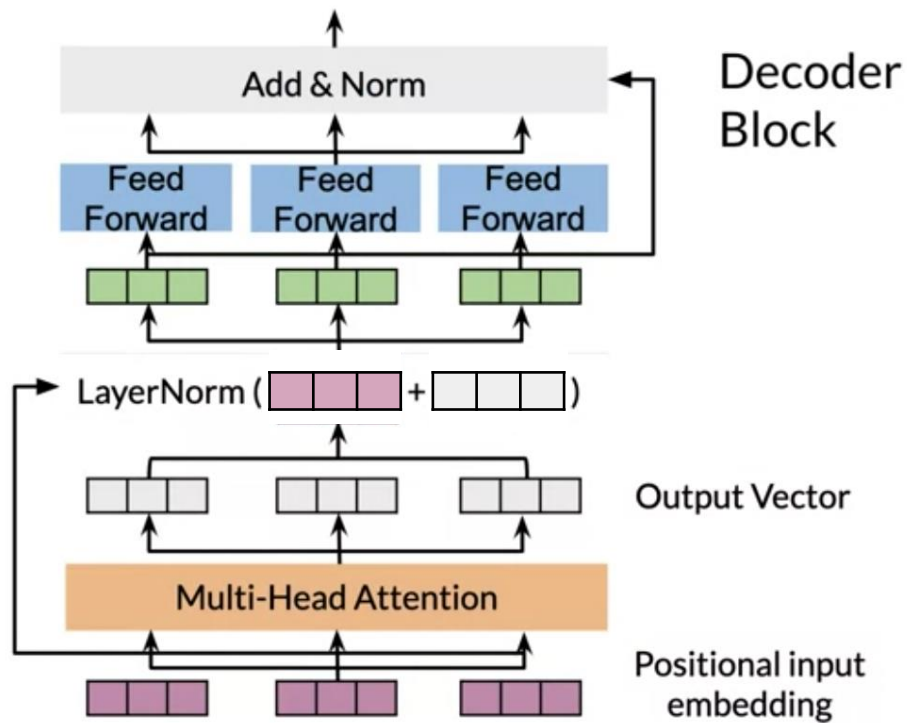 Add & Norm
Decoder
Block
Feed
Forward
Feed
Forward
Feed
Forward
LayerNorm ( + )
Output Vector
Multi-Head Attention
Positional input
embedding